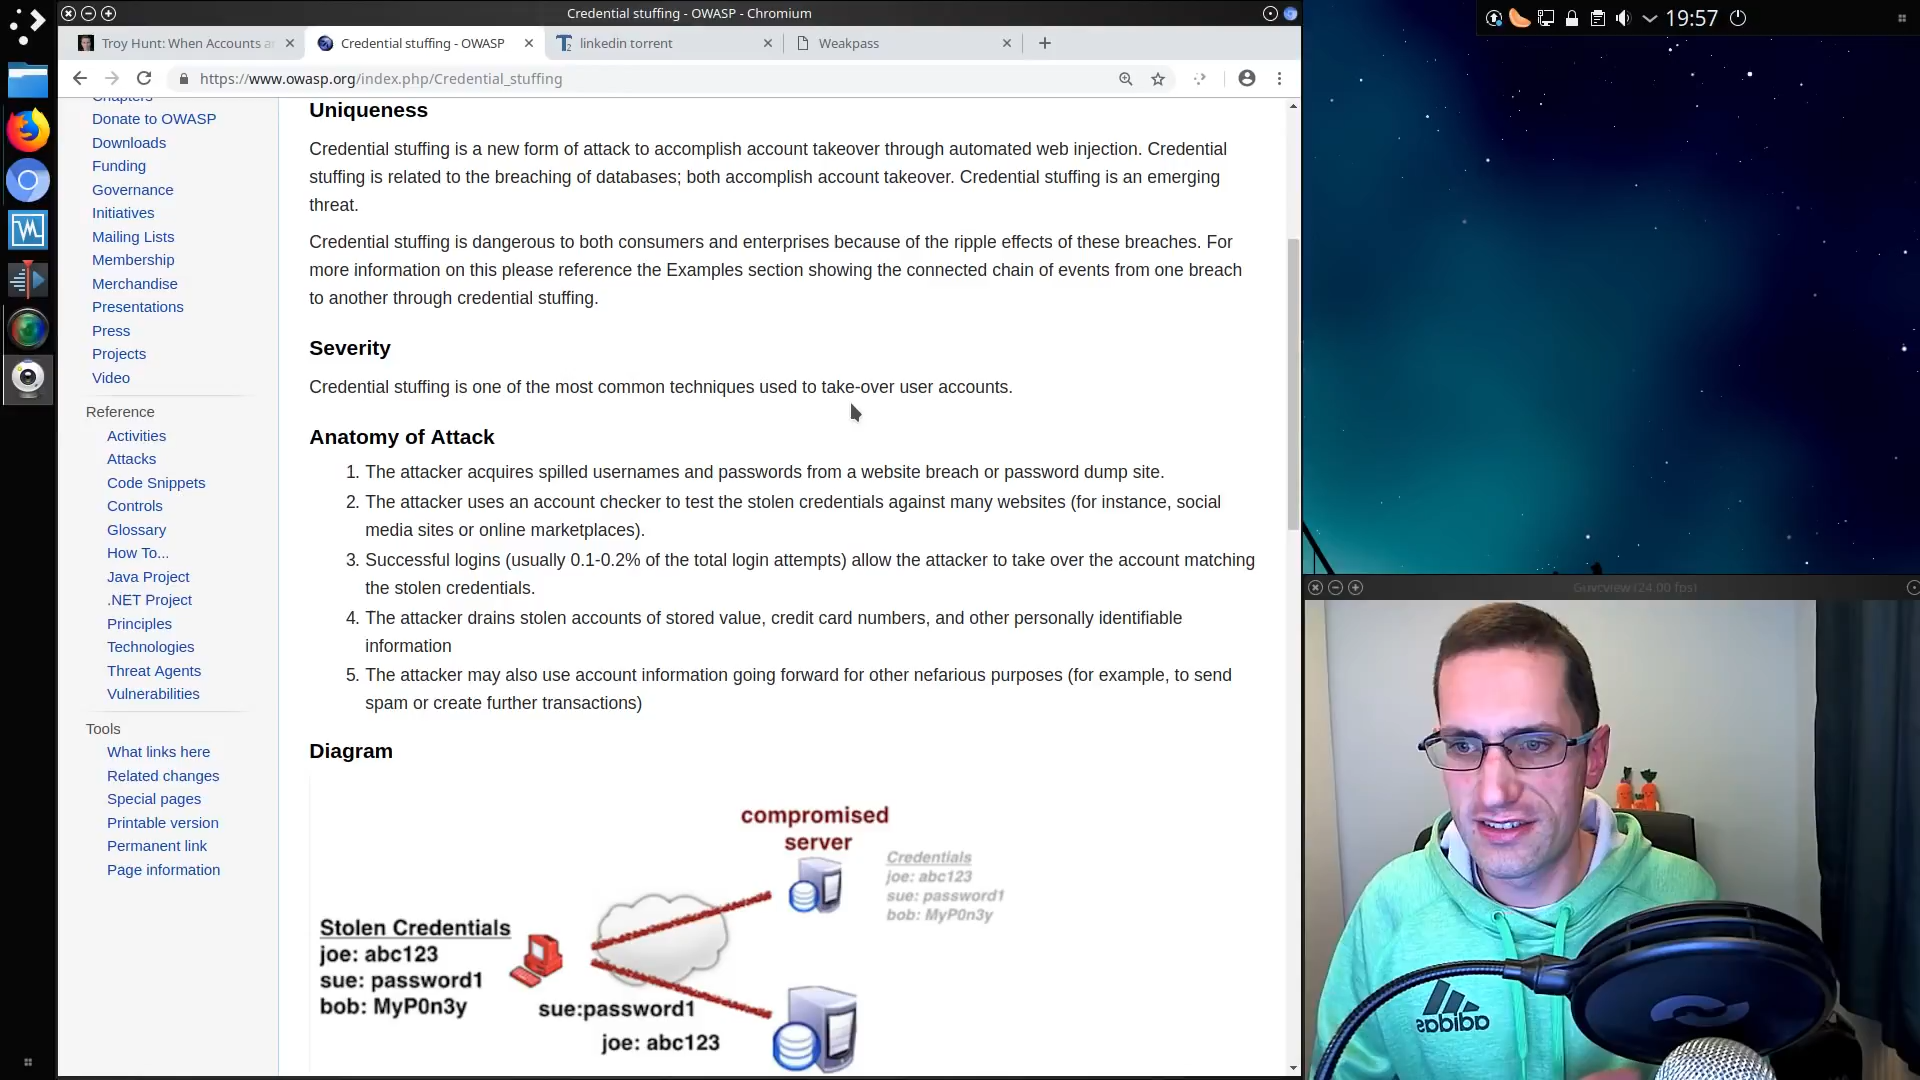 Credential stuffing - OWASP - Chromium
19:57
Troy Hunt: When Accounts a
Credential stuffing - OWASP
linkedin torrent
Weakpass
https://www.owasp.org/index.php/Credential_stuffing
Chapters
Donate to OWASP
Downloads
Funding
Governance
Initiatives
Mailing Lists
Membership
Merchandise
Presentations
Press
Projects
Video
Reference
Activities
Attacks
Code Snippets
Controls
Glossary
How To...
Java Project
.NET Project
Principles
Technologies
Threat Agents
Vulnerabilities
Tools
What links here
Related changes
Special pages
Printable version
Permanent link
Page information
Uniqueness
Credential stuffing is a new form of attack to accomplish account takeover through automated web injection. Credential
stuffing is related to the breaching of databases; both accomplish account takeover. Credential stuffing is an emerging
threat.
Credential stuffing is dangerous to both consumers and enterprises because of the ripple effects of these breaches. For
more information on this please reference the Examples section showing the connected chain of events from one breach
to another through credential stuffing.
Severity
Credential stuffing is one of the most common techniques used to take-over user accounts.
Anatomy of Attack
1. The attacker acquires spilled usernames and passwords from a website breach or password dump site.
2. The attacker uses an account checker to test the stolen credentials against many websites (for instance, social
media sites or online marketplaces).
3. Successful logins (usually 0.1-0.2% of the total login attempts) allow the attacker to take over the account matching
the stolen credentials.
4. The attacker drains stolen accounts of stored value, credit card numbers, and other personally identifiable
information
5. The attacker may also use account information going forward for other nefarious purposes (for example, to send
spam or create further transactions)
Diagram
compromised
server
Credentials
joe: abc123
sue: password1
bob: MyP0n3y
Stolen Credentials
joe: abc123
sue: password1
bob: MyP0n3y
sue:password1
joe: abc123
Guvcview (24.00 fps)
adidas